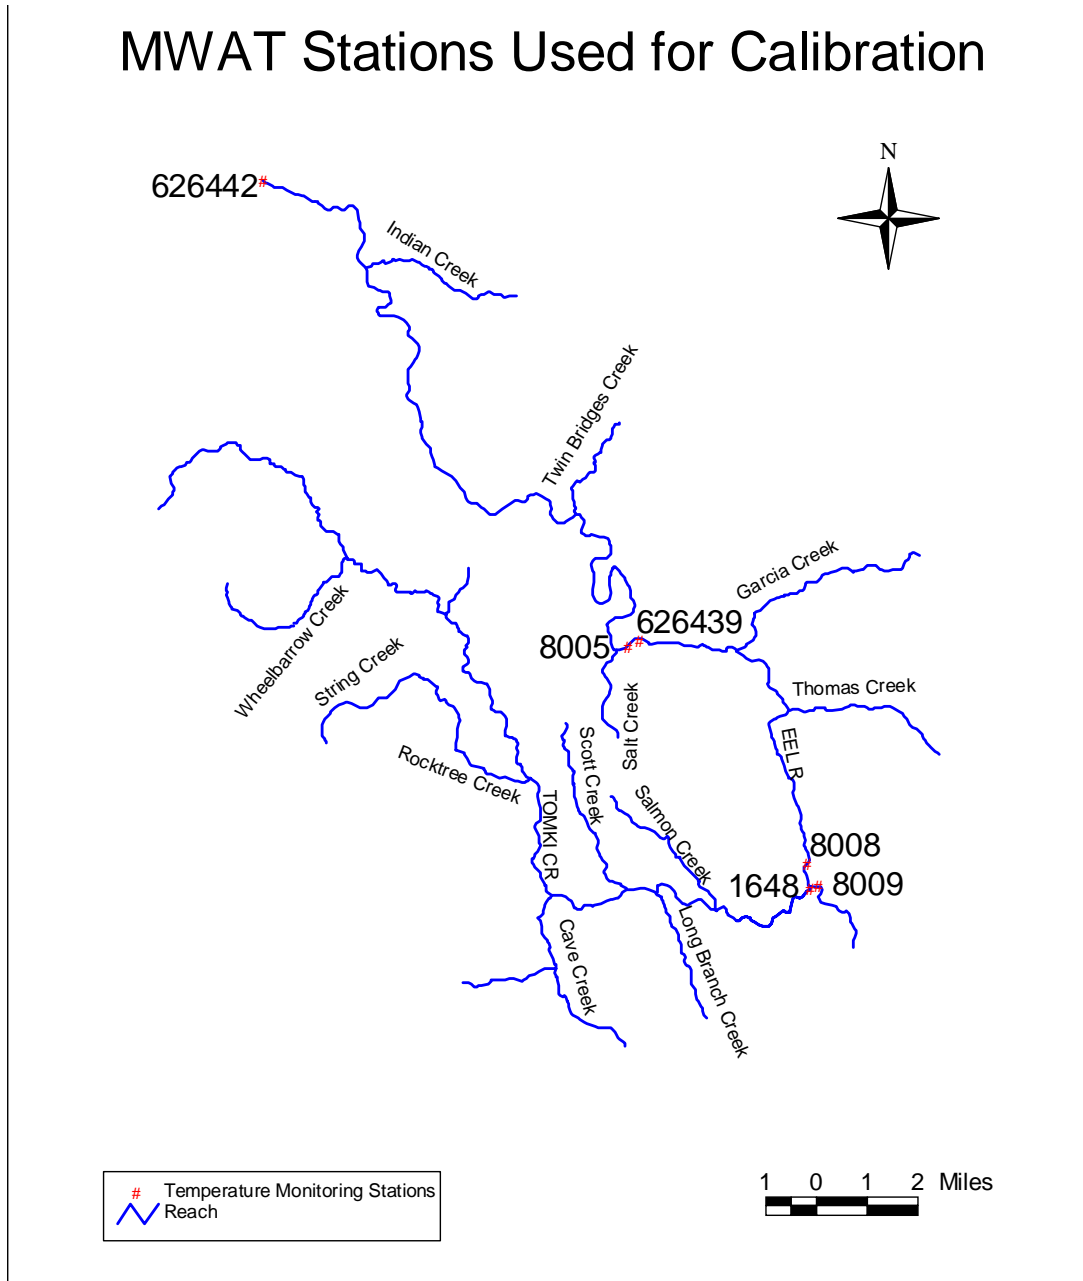 MWAT Stations Used for Calibration
N
626442#
Indian Creek
Twin Bridges Creek
Garcia Creek
626439
8005 # #
Wheelbarrow Creek
String Creek
Salt Creek
Thomas Creek
EEL R
Scott Creek
Rocktree Creek
TOMKI CR
Salmon Creek
8008
#
1648 ## 8009
Long Branch Creek
Cave Creek
# Temperature Monitoring Stations
Reach
1 0 1 2 Miles